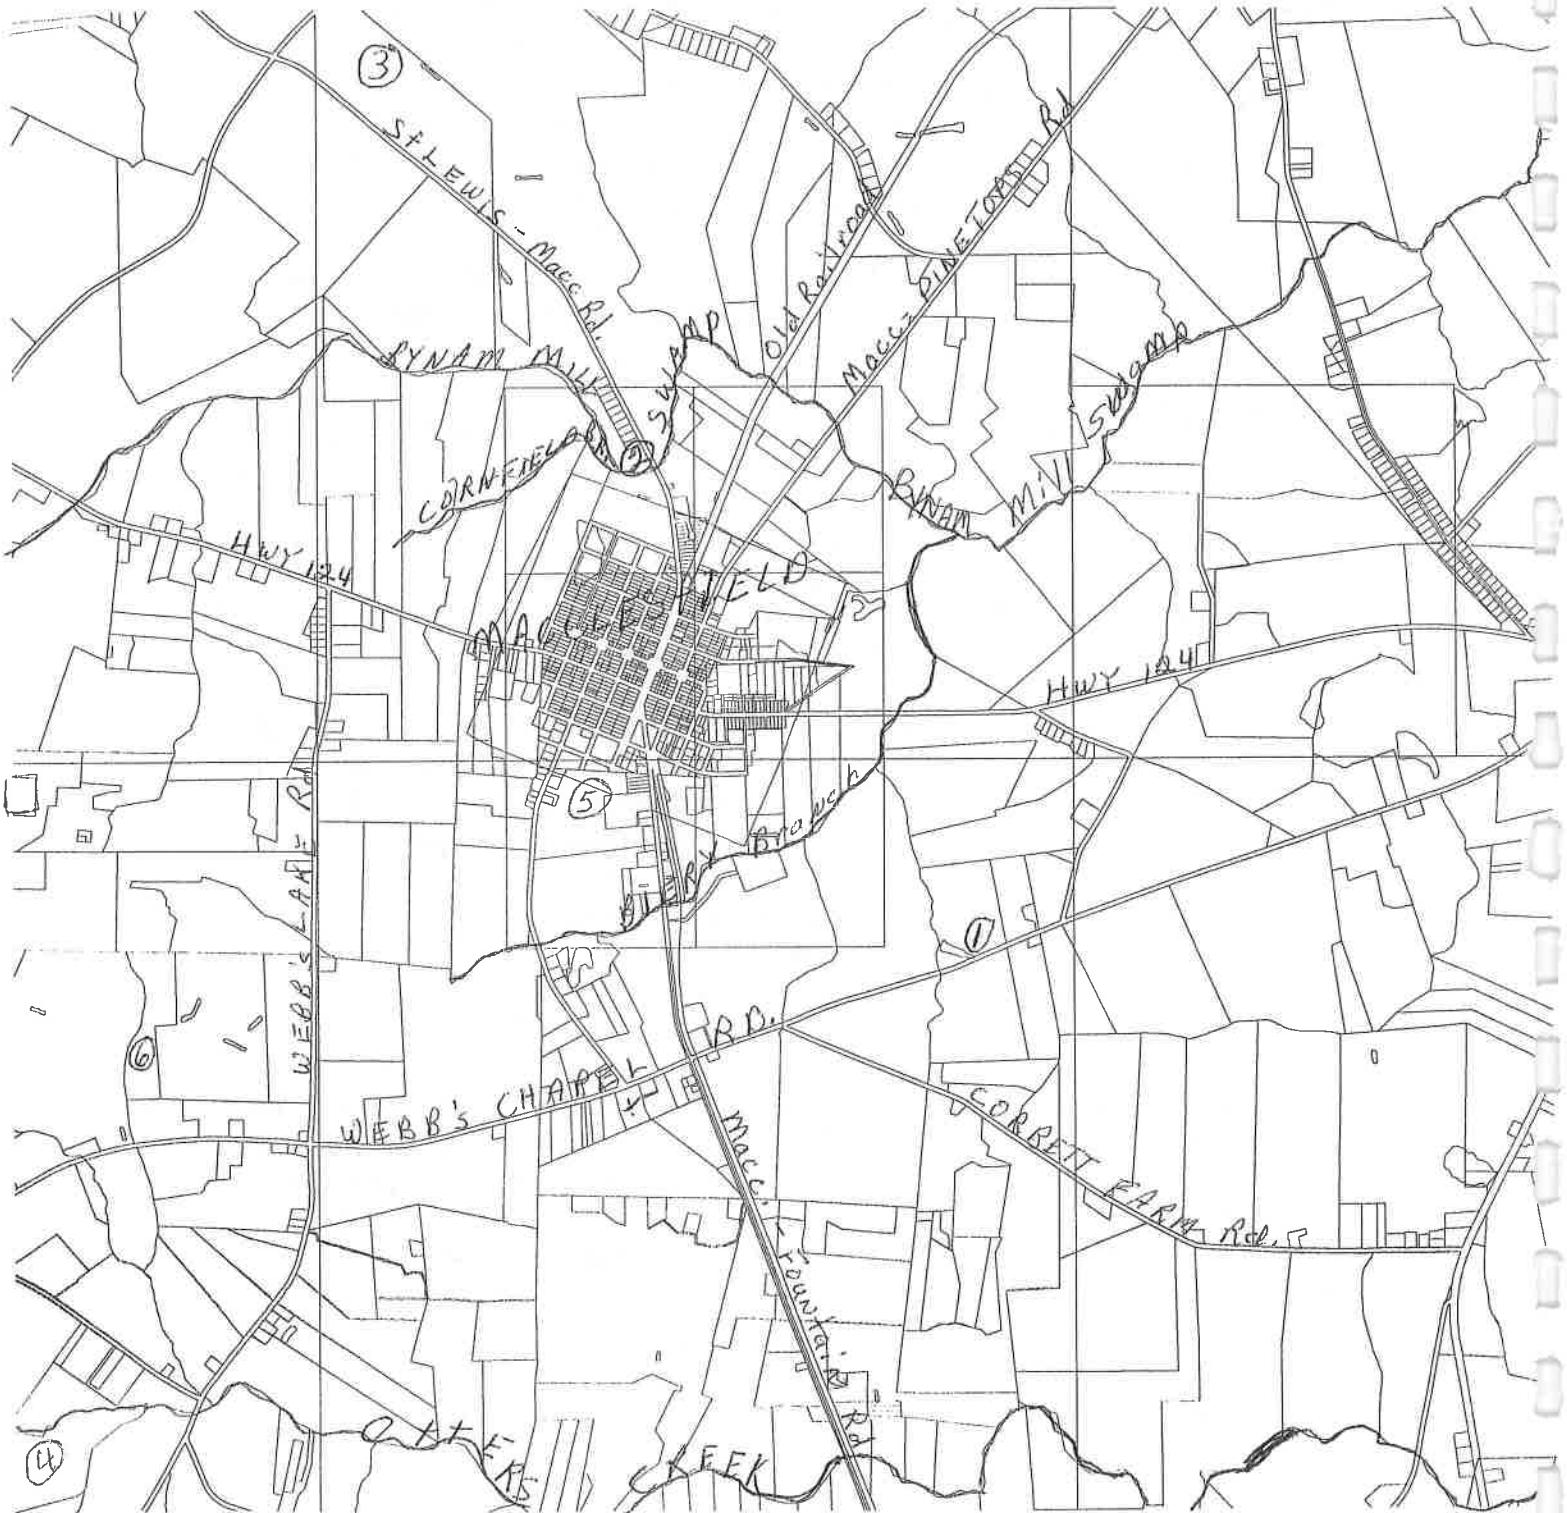 3
St LEWIS - Macc Rd.
Old Railroad
Macc - PINETOPS Rd
BYNAM Mill SWAMP
2
CORNFIELD
BYNAM Mill SwaMP
HWY 124
MACCLESFIELD
HWY 124
5
WEBB'S LAKE Rd
BURRY Branch
1
6
WEBB'S CHAPEL RD.
CORBETT FARM Rd.
Macc. - FOUNTAiN Rd
4
OttERS CREEK